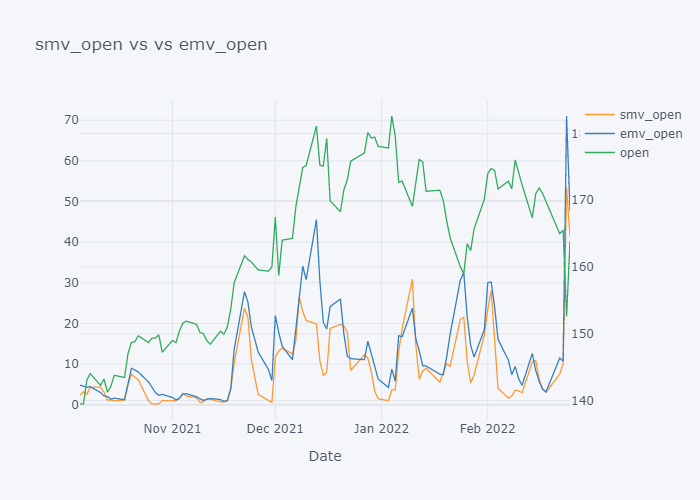 smv_open vs vs emv_open
smv_open
emv_open
open
70
60
50
40
30
20
10
0
170
160
150
140
Nov 2021
Dec 2021
Jan 2022
Feb 2022
Date